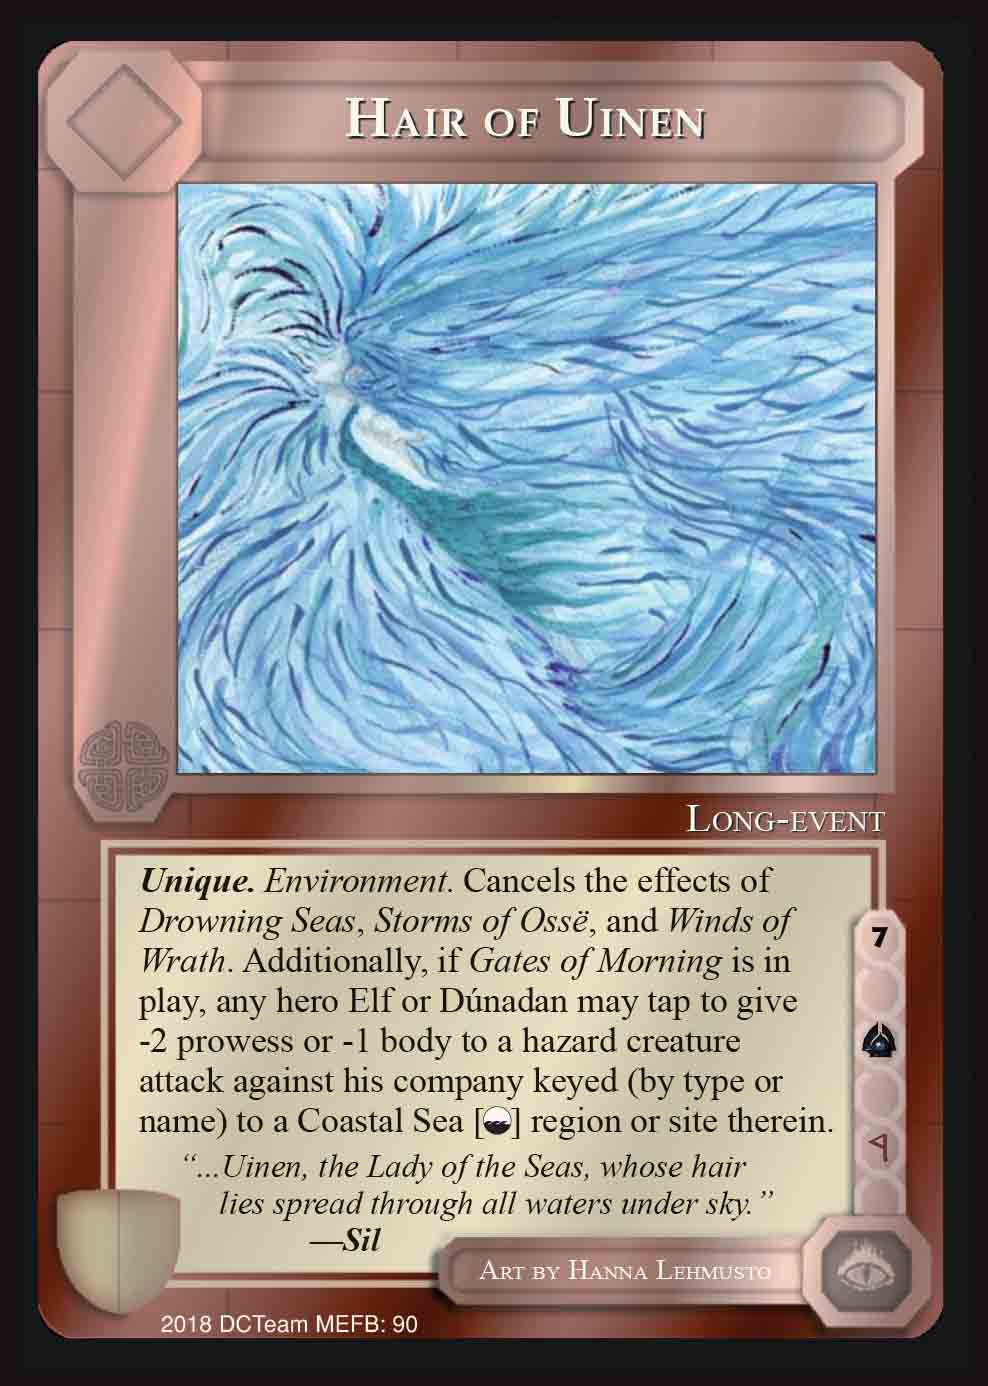 Hair of Uinen
Long-event
Unique. Environment. Cancels the effects of
Drowning Seas, Storms of Ossë, and Winds of
Wrath. Additionally, if Gates of Morning is in
play, any hero Elf or Dúnadan may tap to give
-2 prowess or -1 body to a hazard creature
attack against his company keyed (by type or
name) to a Coastal Sea [] region or site therein.
“...Uinen, the Lady of the Seas, whose hair
lies spread through all waters under sky.”
—Sil
7
Art by Hanna Lehmusto
2018 DCTeam MEFB: 90